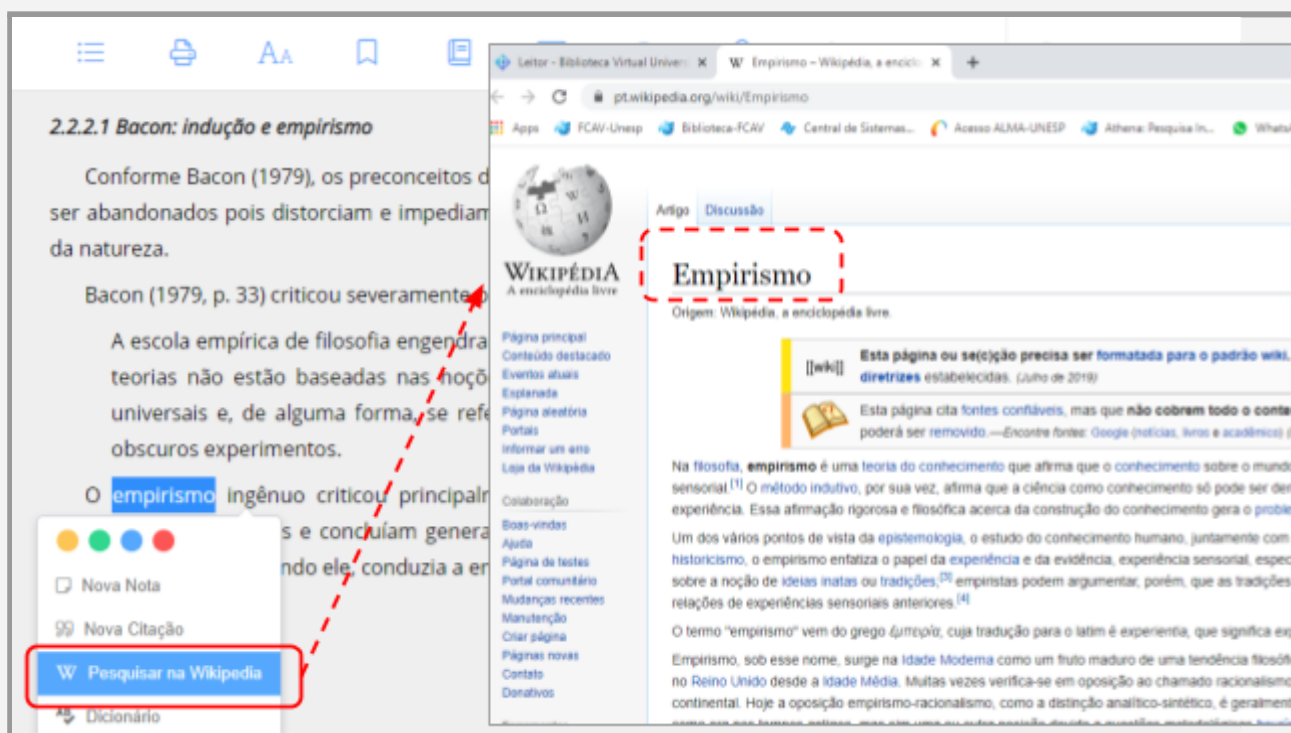 AA
2.2.2.1 Bacon: indução e empirismo
Conforme Bacon (1979), os preconceitos d
ser abandonados pois distorciam e impediam
da natureza.
Bacon (1979, p. 33) criticou severamente
A escola empírica de filosofia engendra
teorias não estão baseadas nas noçõ
universais e, de alguma forma, se refe
obscuros experimentos.
O empirismo ingênuo criticou principalm
s e concluíam genera
ndo ele, conduzia a er
Nova Nota
Nova Citação
W Pesquisar na Wikipedia
Dicionário
Leitor - Biblioteca Virtual Univers
W Empirismo – Wikipédia, a enciclo
pt.wikipedia.org/wiki/Empirismo
Apps FCAV-Unesp Biblioteca-FCAV Central de Sistemas... Acesso ALMA-UNESP Athena: Pesquisa In... Whats
WIKIPÉDIA
A enciclopédia livre
Página principal
Conteúdo destacado
Eventos atuais
Esplanada
Página aleatória
Portais
Informar um erro
Loja da Wikipédia
Colaboração
Boas-vindas
Ajuda
Página de testes
Portal comunitário
Mudanças recentes
Manutenção
Criar página
Páginas novas
Contato
Donativos
Artigo Discussão
Empirismo
Origem: Wikipédia, a enciclopédia livre.
[[wiki]]
Esta página ou se(c)ção precisa ser formatada para o padrão wiki.
diretrizes estabelecidas. (Julho de 2019)
Esta página cita fontes confiáveis, mas que não cobrem todo o conte
poderá ser removido.—Encontre fontes: Google (notícias, livros e acadêmico) (
Na filosofia, empirismo é uma teoria do conhecimento que afirma que o conhecimento sobre o mundo
sensorial.[1] O método indutivo, por sua vez, afirma que a ciência como conhecimento só pode ser der
experiência. Essa afirmação rigorosa e filosófica acerca da construção do conhecimento gera o proble
Um dos vários pontos de vista da epistemologia, o estudo do conhecimento humano, juntamente com
historicismo, o empirismo enfatiza o papel da experiência e da evidência, experiência sensorial, espec
sobre a noção de ideias inatas ou tradições;[3] empiristas podem argumentar, porém, que as tradições
relações de experiências sensoriais anteriores.[4]
O termo "empirismo" vem do grego ἐμπειρία, cuja tradução para o latim é experientia, que significa exp
Empirismo, sob esse nome, surge na Idade Moderna como um fruto maduro de uma tendência filosófi
no Reino Unido desde a Idade Média. Muitas vezes verifica-se em oposição ao chamado racionalismo
continental. Hoje a oposição empirismo-racionalismo, como a distinção analítico-sintético, é geralment